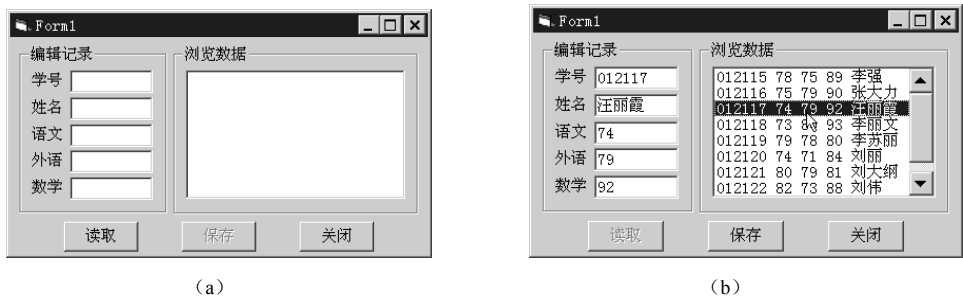 Form1
编辑记录
学号
姓名
语文
外语
数学
浏览数据
读取 保存 关闭
(a)
Form1
编辑记录
学号 012117
姓名 汪丽霞
语文 74
外语 79
数学 92
浏览数据
012115 78 75 89 李强
012116 75 79 90 张大力
012117 74 79 92 汪丽霞
012118 73 93 李丽文
012119 79 78 80 李苏丽
012120 74 71 84 刘丽
012121 80 79 81 刘大纲
012122 82 73 88 刘伟
读取 保存 关闭
(b)